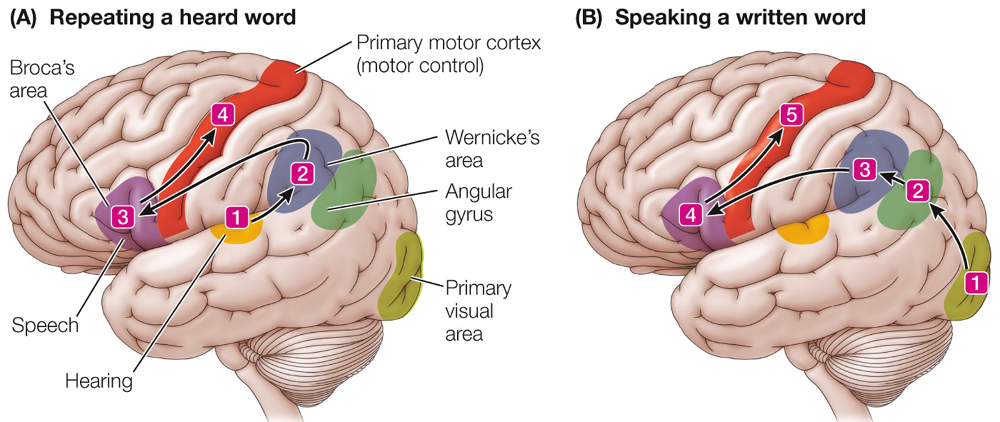 (A) Repeating a heard word
Primary motor cortex
(motor control)
Broca's
area
4
Wernicke's
area
2
Angular
gyrus
3
1
Primary
visual
area
Speech
Hearing
(B) Speaking a written word
5
3
2
4
1